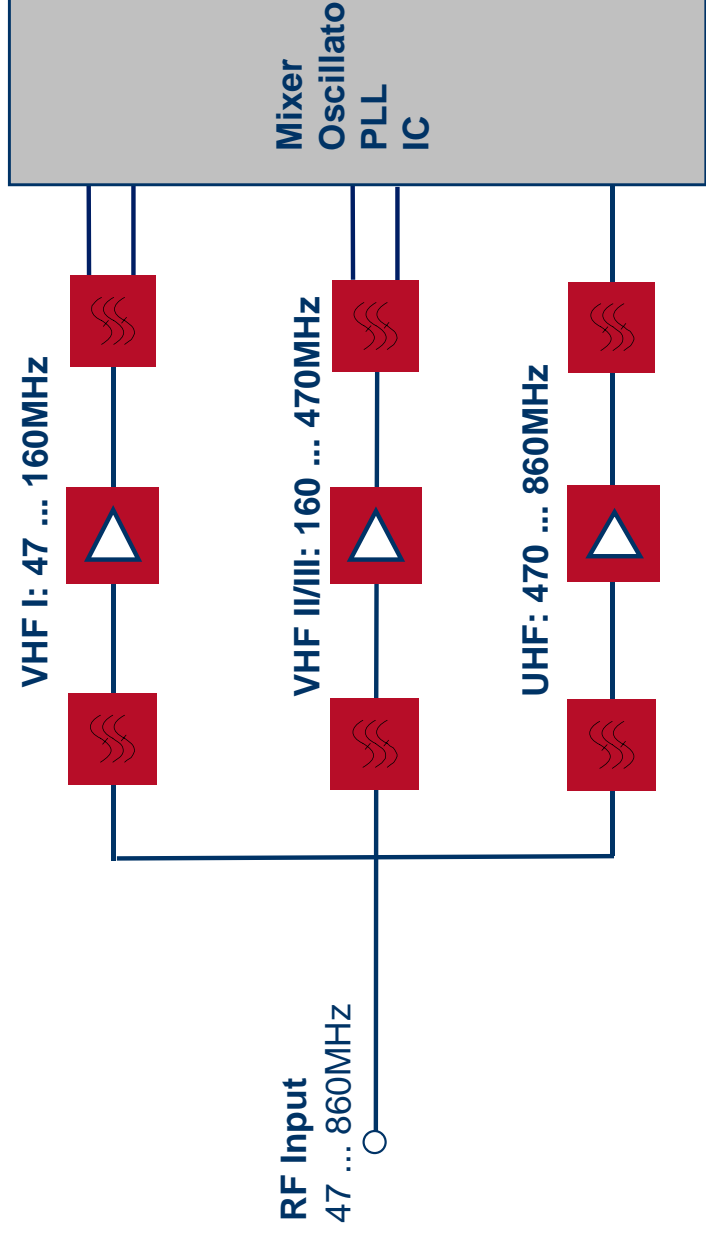 RF Input
47 ... 860MHz
VHF I: 47 ... 160MHz
VHF II/III: 160 ... 470MHz
UHF: 470 ... 860MHz
Mixer
Oscillato
PLL
IC